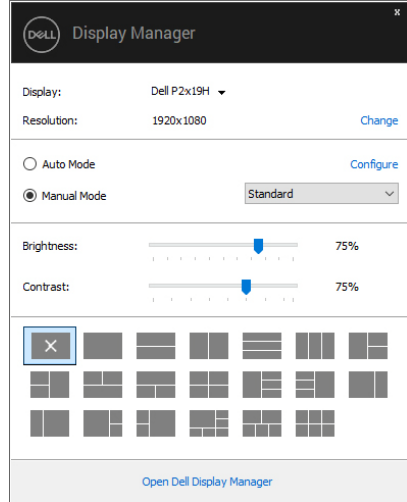 x
DELL Display Manager
Display: Dell P2x19H
Resolution: 1920x1080 Change
Auto Mode Configure
Manual Mode Standard
Brightness: 75%
Contrast: 75%
Open Dell Display Manager